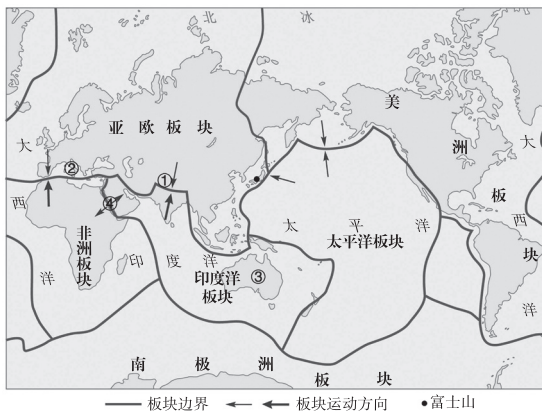 北 冰
亚 欧 板 块
美
大
洲
大
②
①
西
④
非洲板块
太 平 洋
太平洋板块
板
西
印 度 洋
印度洋
板块
③
块
洋
洋
南 极 洲
板 块
板块边界
板块运动方向
富士山